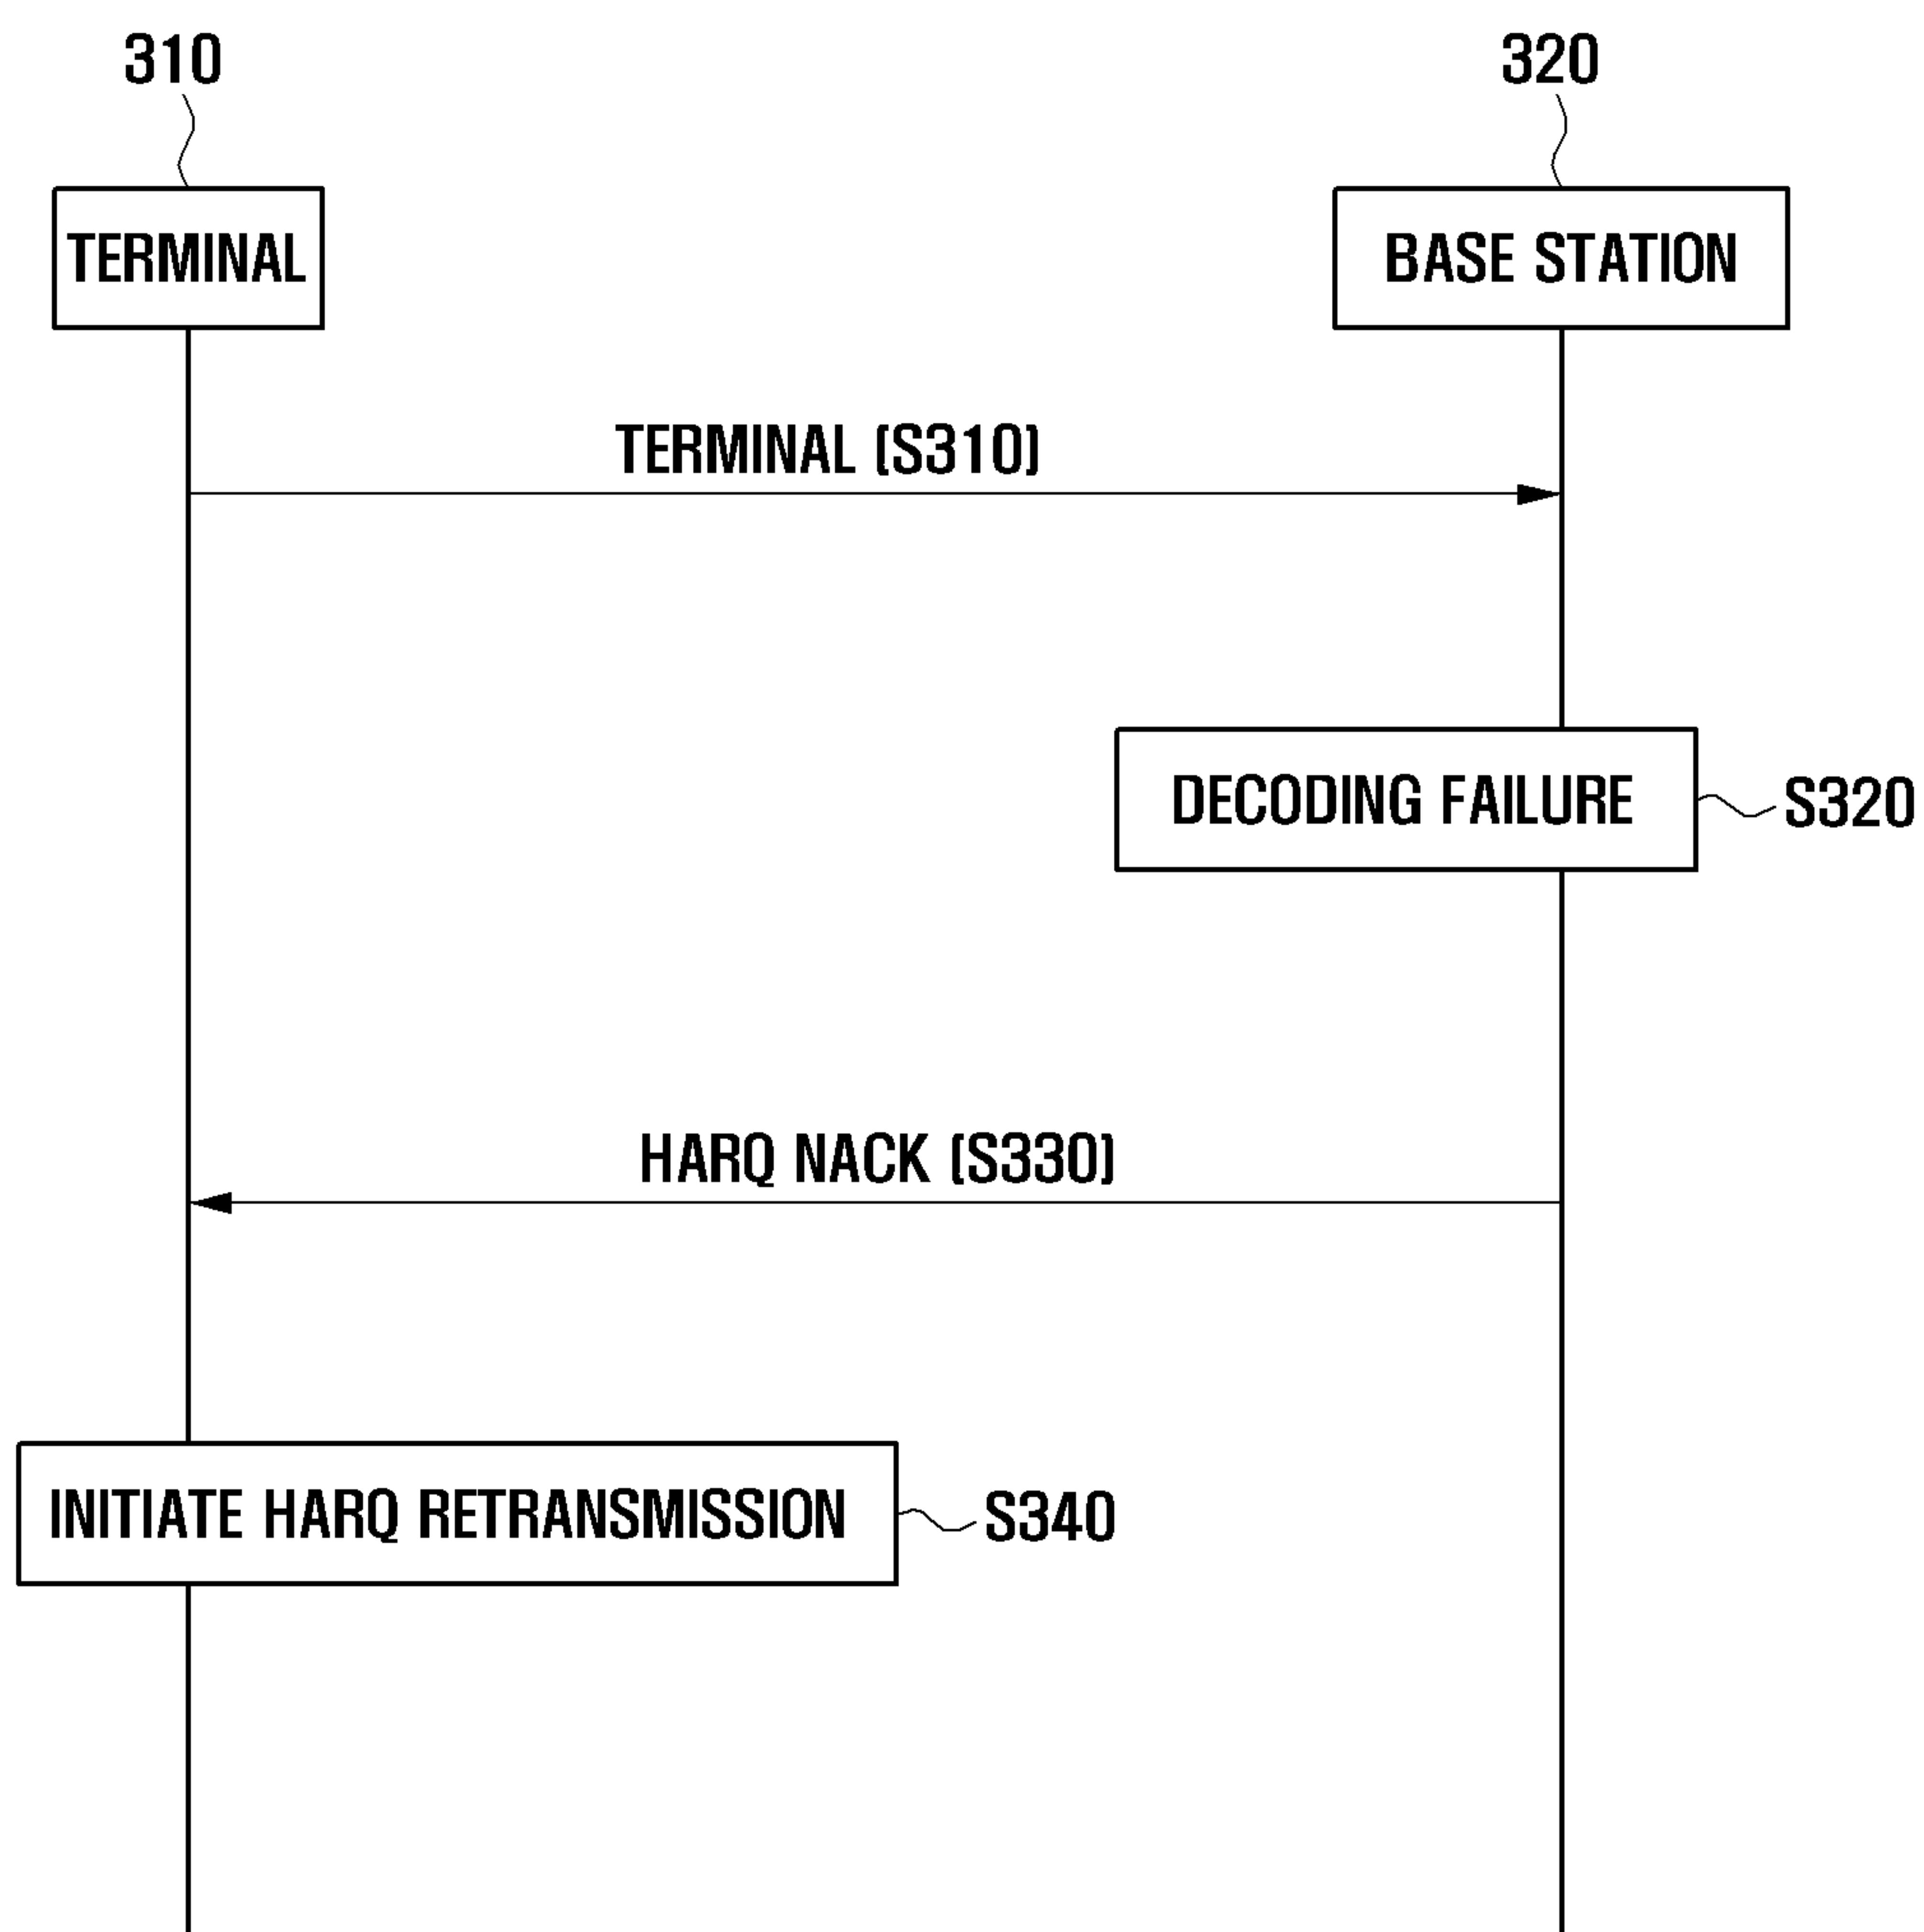 310
320
TERMINAL
BASE STATION
TERMINAL (S310)
DECODING FAILURE
S320
HARQ NACK (S330)
INITIATE HARQ RETRANSMISSION
S340